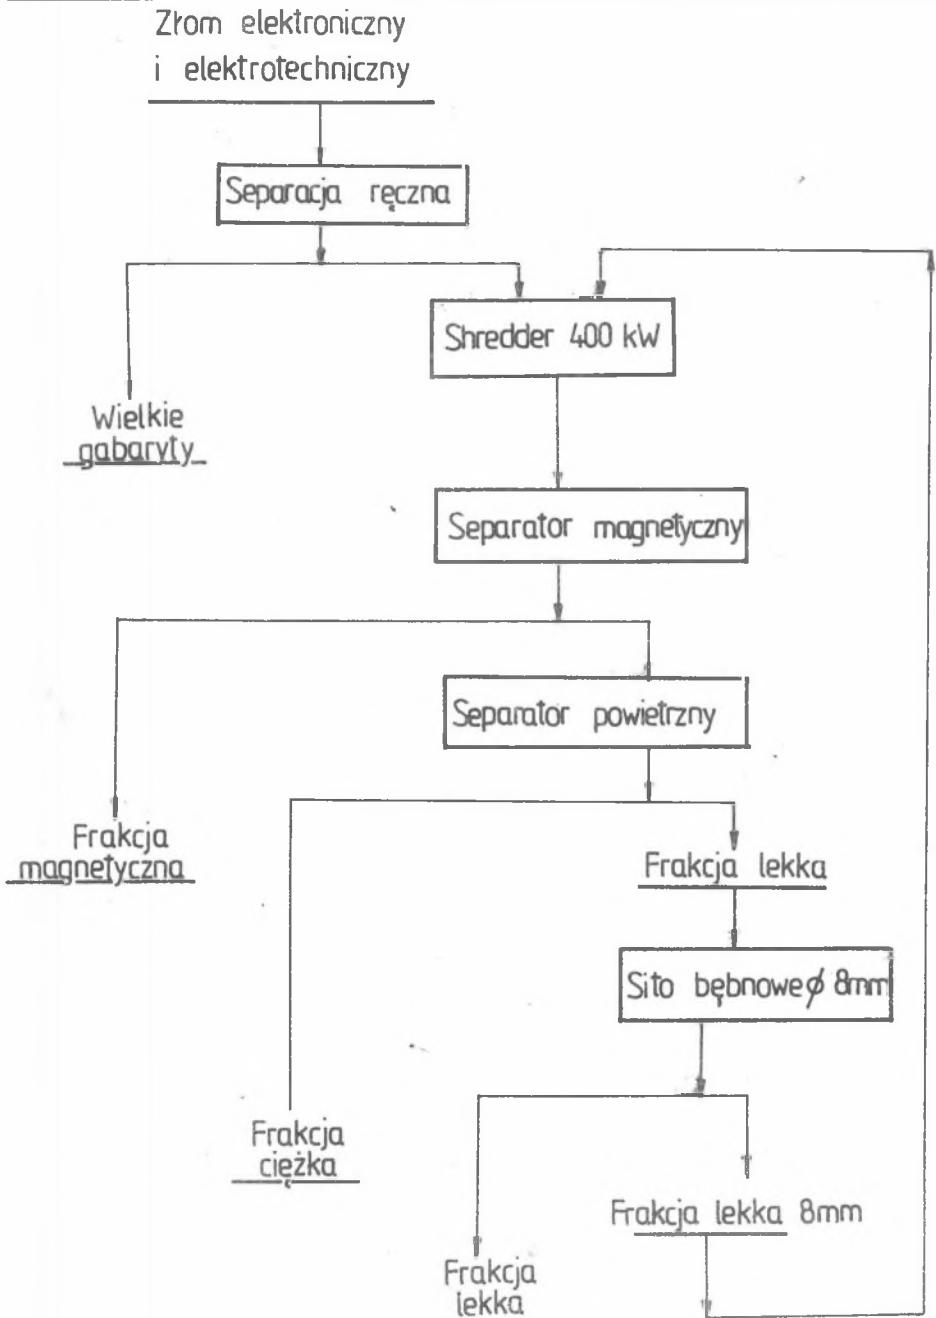 Złom elektroniczny
i elektrotechniczny
Separacja ręczna
Shredder 400 kW
Wielkie
gabaryty
Separator magnetyczny
Separator powietrzny
Frakcja
magnetyczna
Frakcja lekka
Sito bębnowe ϕ 8mm
Frakcja
ciężka
Frakcja lekka 8mm
Frakcja
lekka